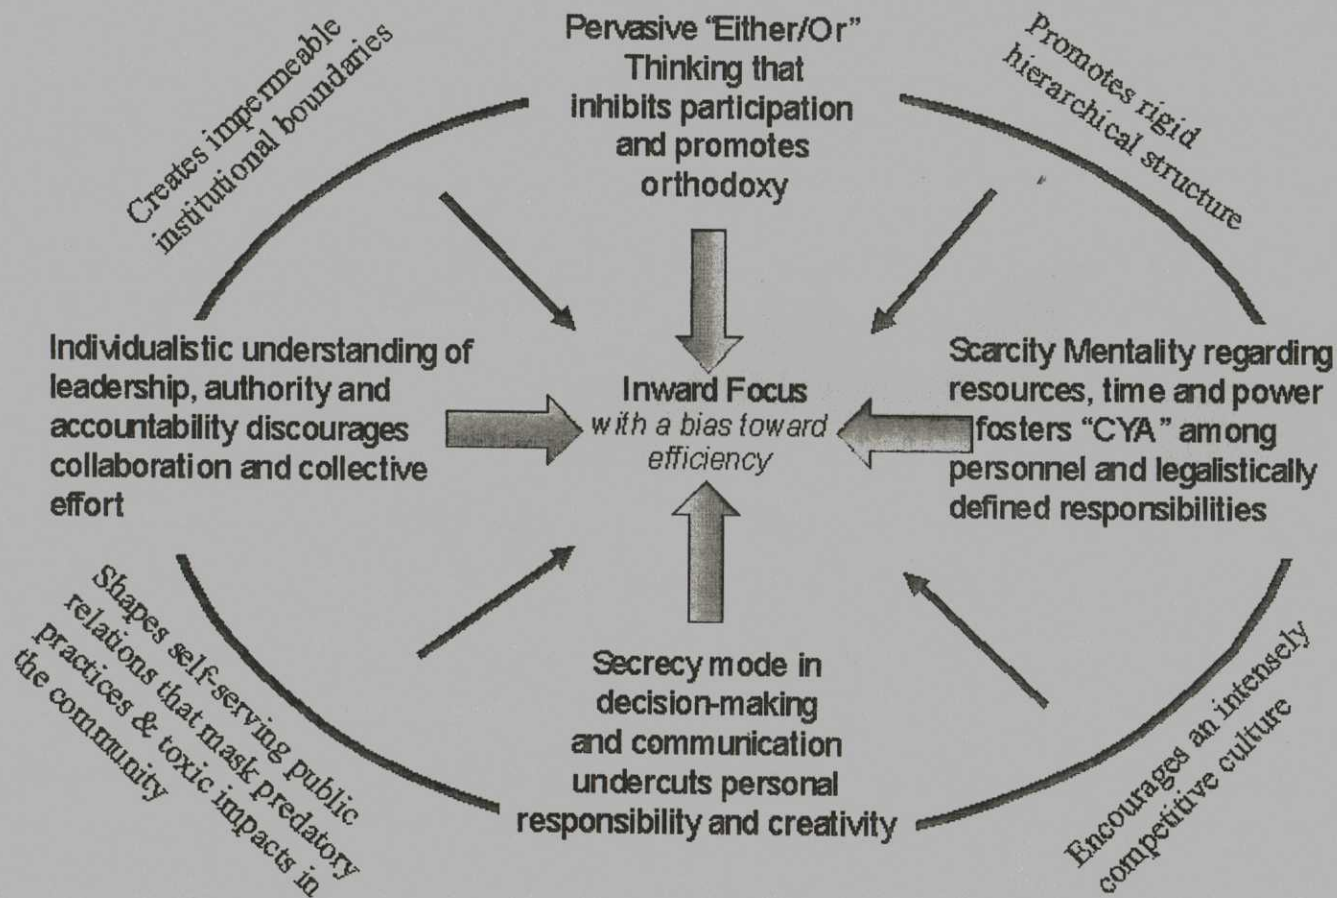 Creates impermeable
institutional boundaries
Pervasive “Either/Or”
Thinking that
inhibits participation
and promotes
orthodoxy
Promotes rigid
hierarchical structure
Individualistic understanding of
leadership, authority and
accountability discourages
collaboration and collective
effort
Inward Focus
with a bias toward
efficiency
Scarcity Mentality regarding
resources, time and power
fosters “CYA” among
personnel and legalistically
defined responsibilities
Shapes self-serving public
relations that mask predatory
practices & toxic impacts in
the community
Secrecy mode in
decision-making
and communication
undercuts personal
responsibility and creativity
Encourages an intensely
competitive culture